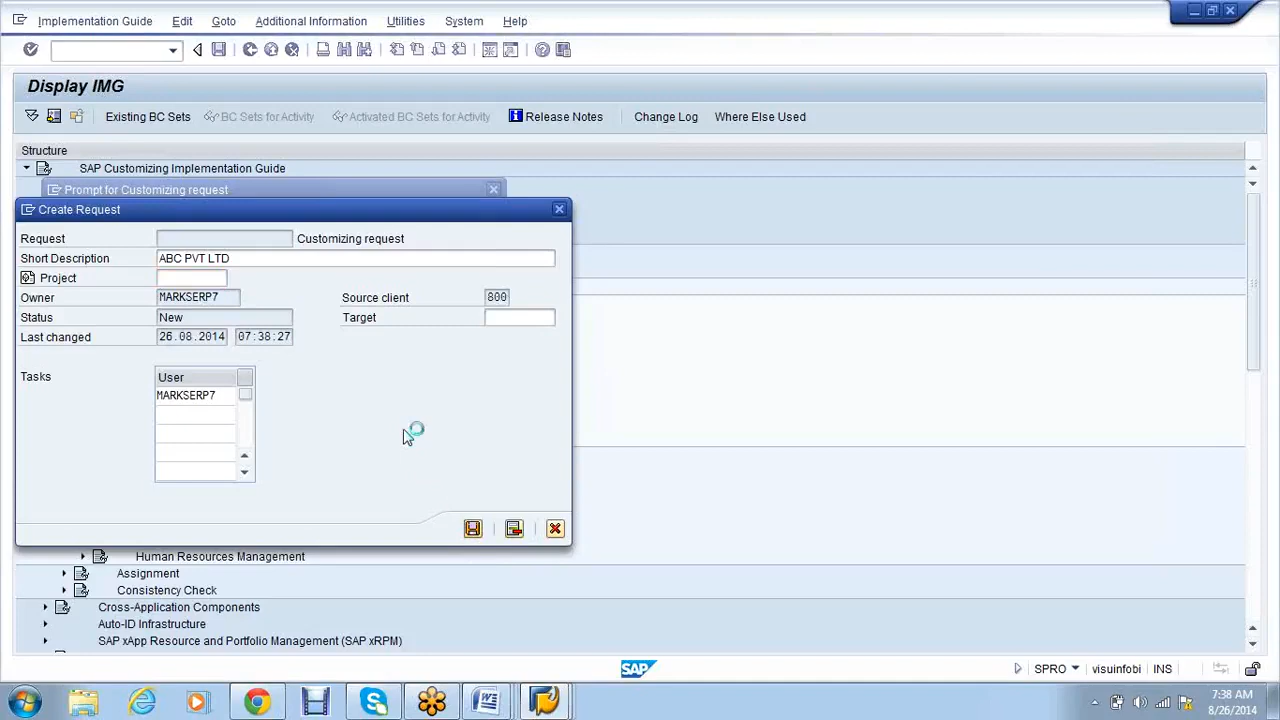 Implementation Guide Edit Goto Additional Information Utilities System Help
Display IMG
Existing BC Sets BC Sets for Activity Activated BC Sets for Activity Release Notes Change Log Where Else Used
Structure
SAP Customizing Implementation Guide
Prompt for Customizing request
Create Request
Request Customizing request
Short Description ABC PVT LTD
Project
Owner MARKSERP7 Source client 800
Status New Target
Last changed 26.08.2014 07:38:27
Tasks User
MARKSERP7
Human Resources Management
Assignment
Consistency Check
Cross-Application Components
Auto-ID Infrastructure
SAP xApp Resource and Portfolio Management (SAP xRPM)
SAP SPRO visuinfobi INS
7:38 AM
8/26/2014